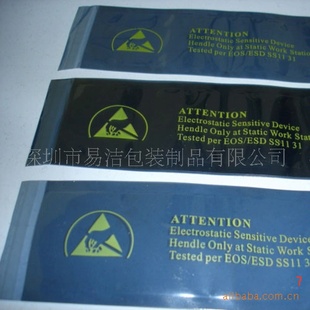 ATTENTION
Electrostatic Sensitive Device
Hendle Only at Static Work Stati
Tested per EOS/ESD SS11 31
ATTENTION
Electrostatic Sensitive Device
Hendle Only at Static Work Stat
Tested per EOS/ESD SS11 31
深圳市易洁包装制品有限公司
ATTENTION
Electrostatic Sensitive Device
Hendle Only at Static Work S
Tested per EOS/ESD SS11 3
alibaba.com.cn